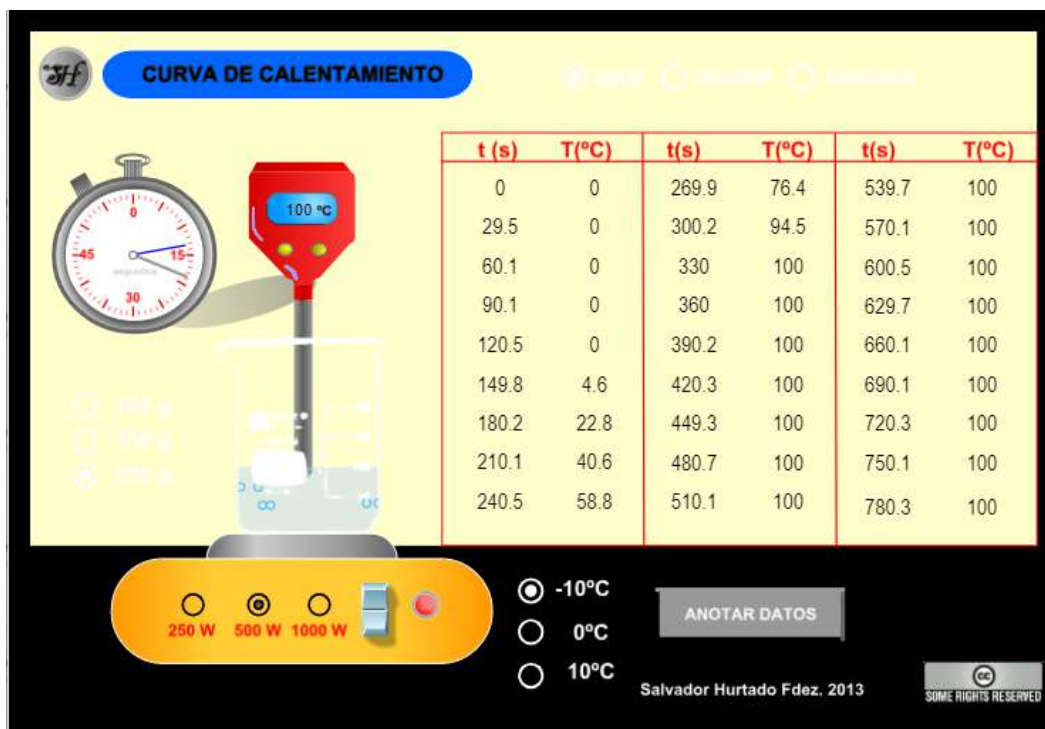 SH
CURVA DE CALENTAMIENTO
t (s) T(ºC) t(s) T(ºC) t(s) T(ºC)
0 0 269.9 76.4 539.7 100
29.5 0 300.2 94.5 570.1 100
60.1 0 330 100 600.5 100
90.1 0 360 100 629.7 100
120.5 0 390.2 100 660.1 100
149.8 4.6 420.3 100 690.1 100
180.2 22.8 449.3 100 720.3 100
210.1 40.6 480.7 100 750.1 100
240.5 58.8 510.1 100 780.3 100
100 ºC
0
45
15
30
250 W 500 W 1000 W
-10ºC
0ºC
10ºC
ANOTAR DATOS
Salvador Hurtado Fdez. 2013
cc
SOME RIGHTS RESERVED